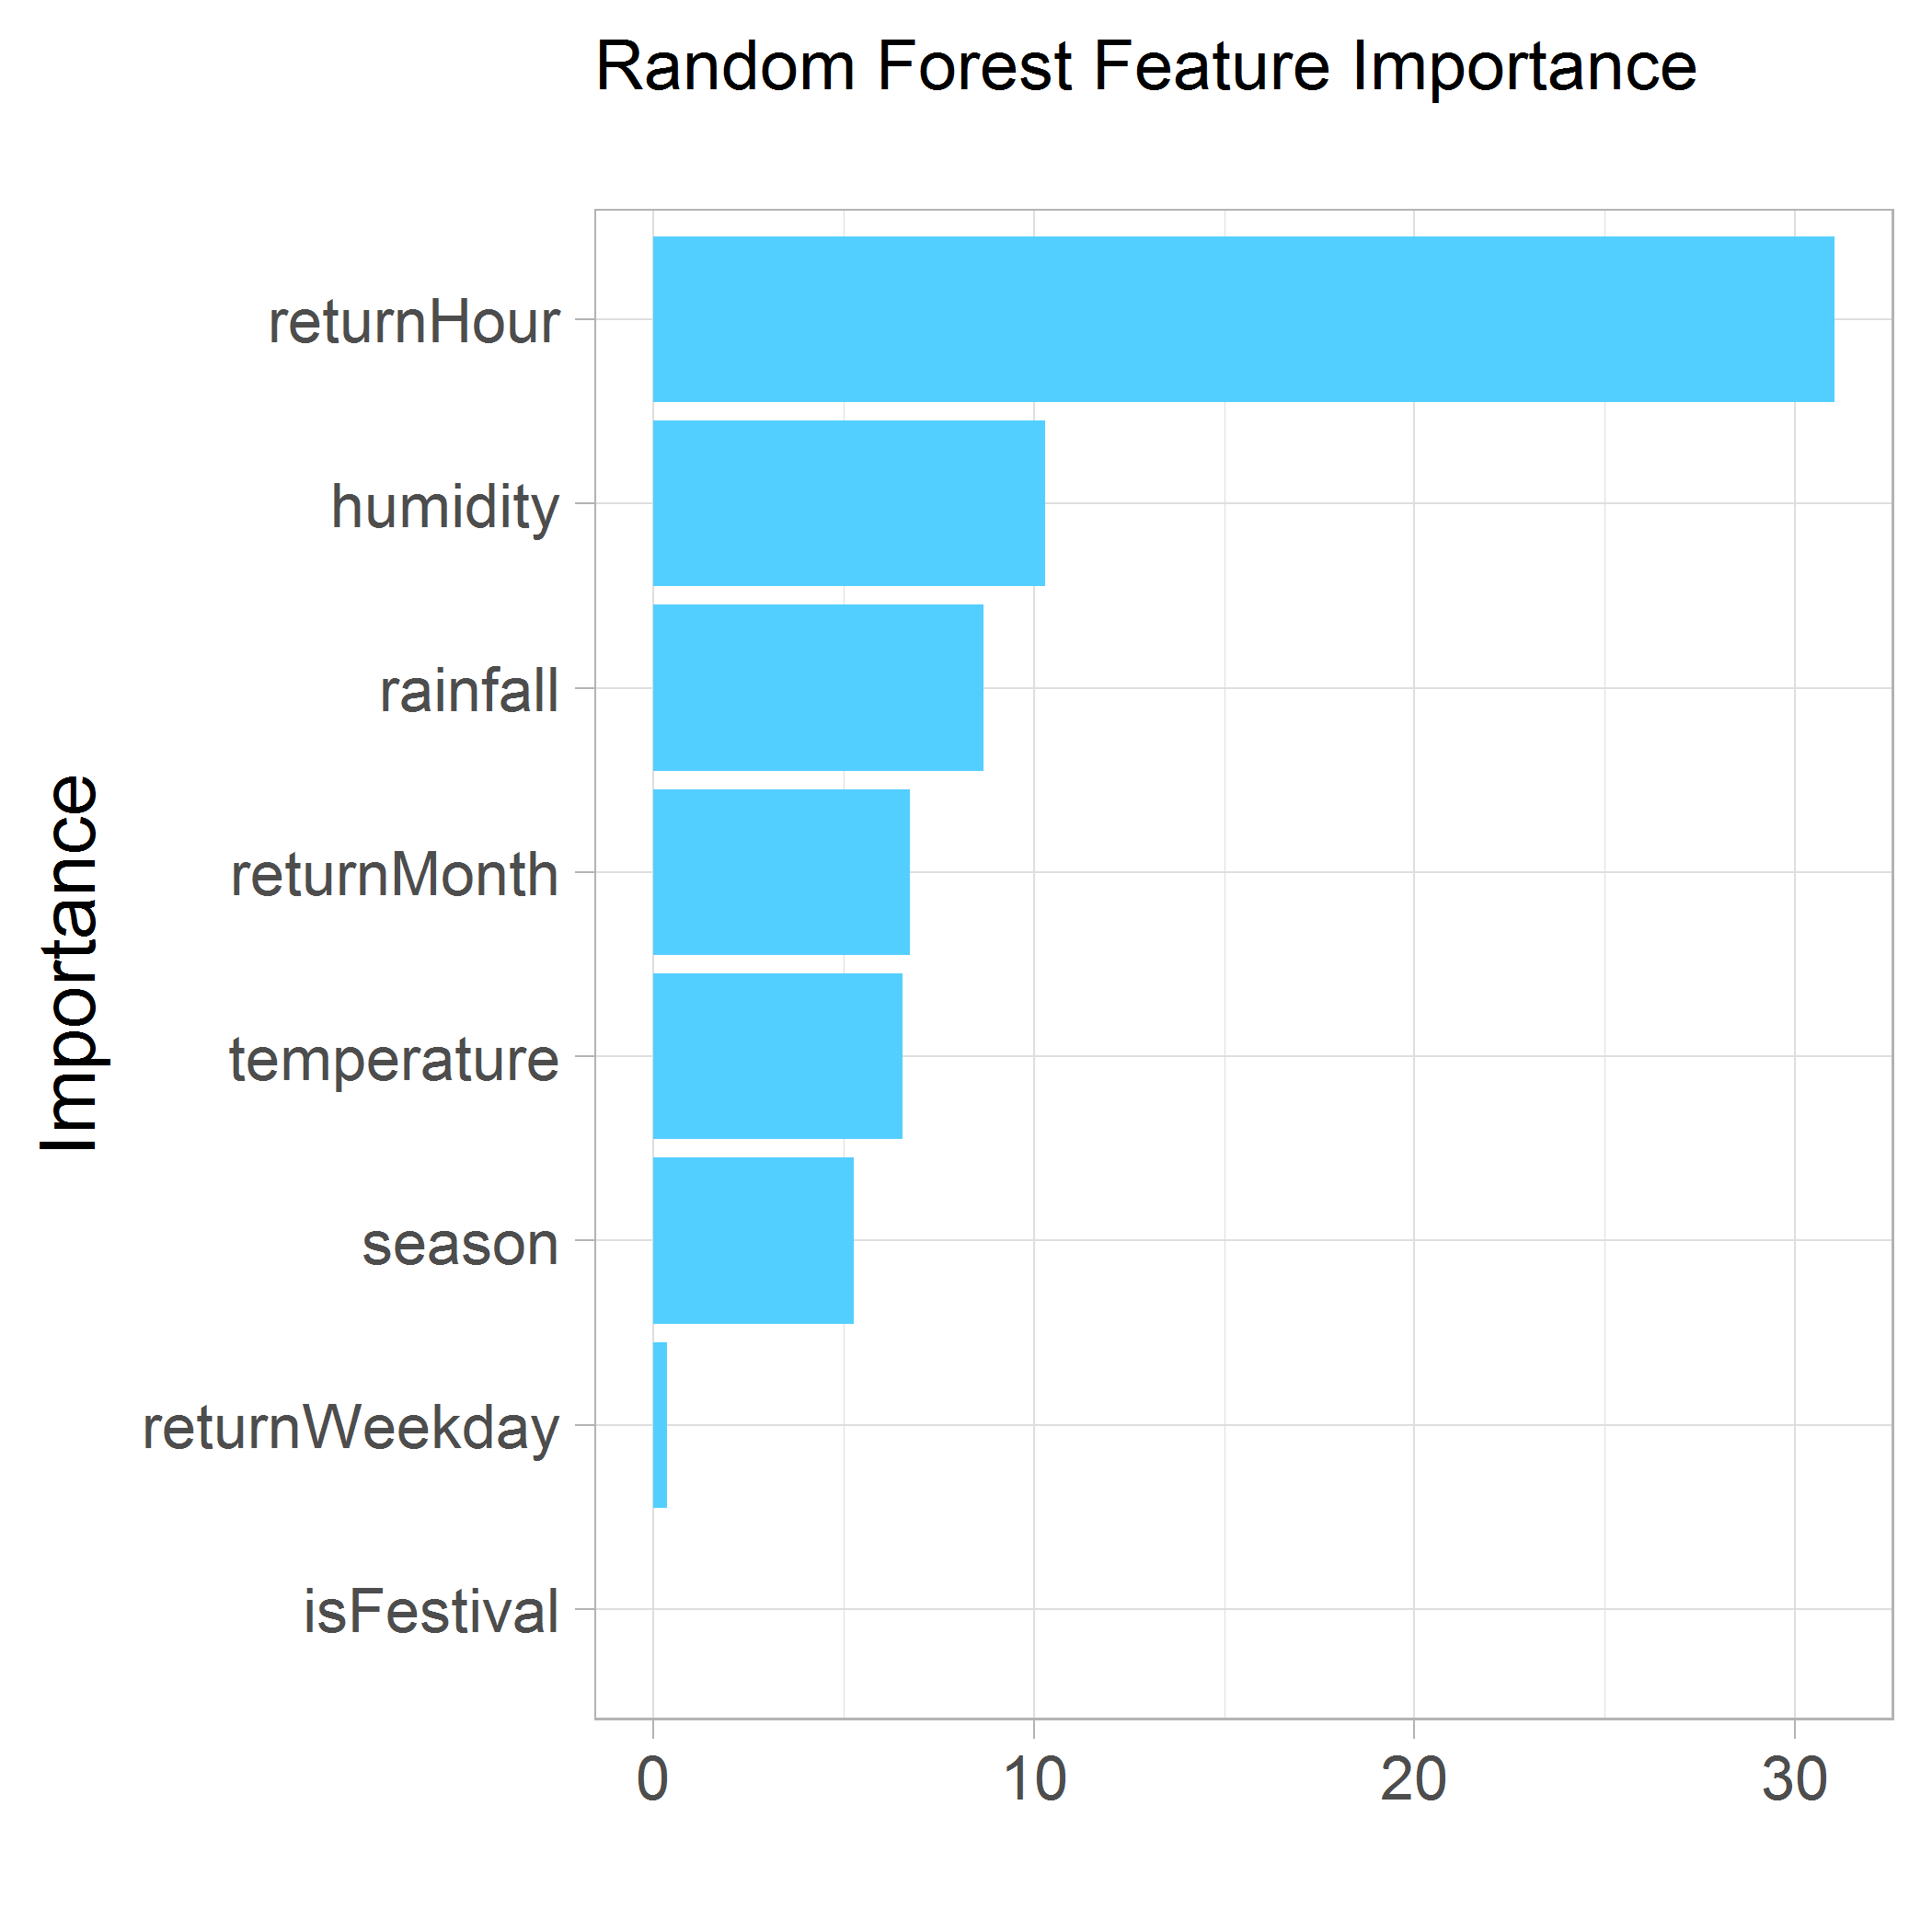 Random Forest Feature Importance
Importance
returnHour
humidity
rainfall
returnMonth
temperature
season
returnWeekday
isFestival
0 10 20 30